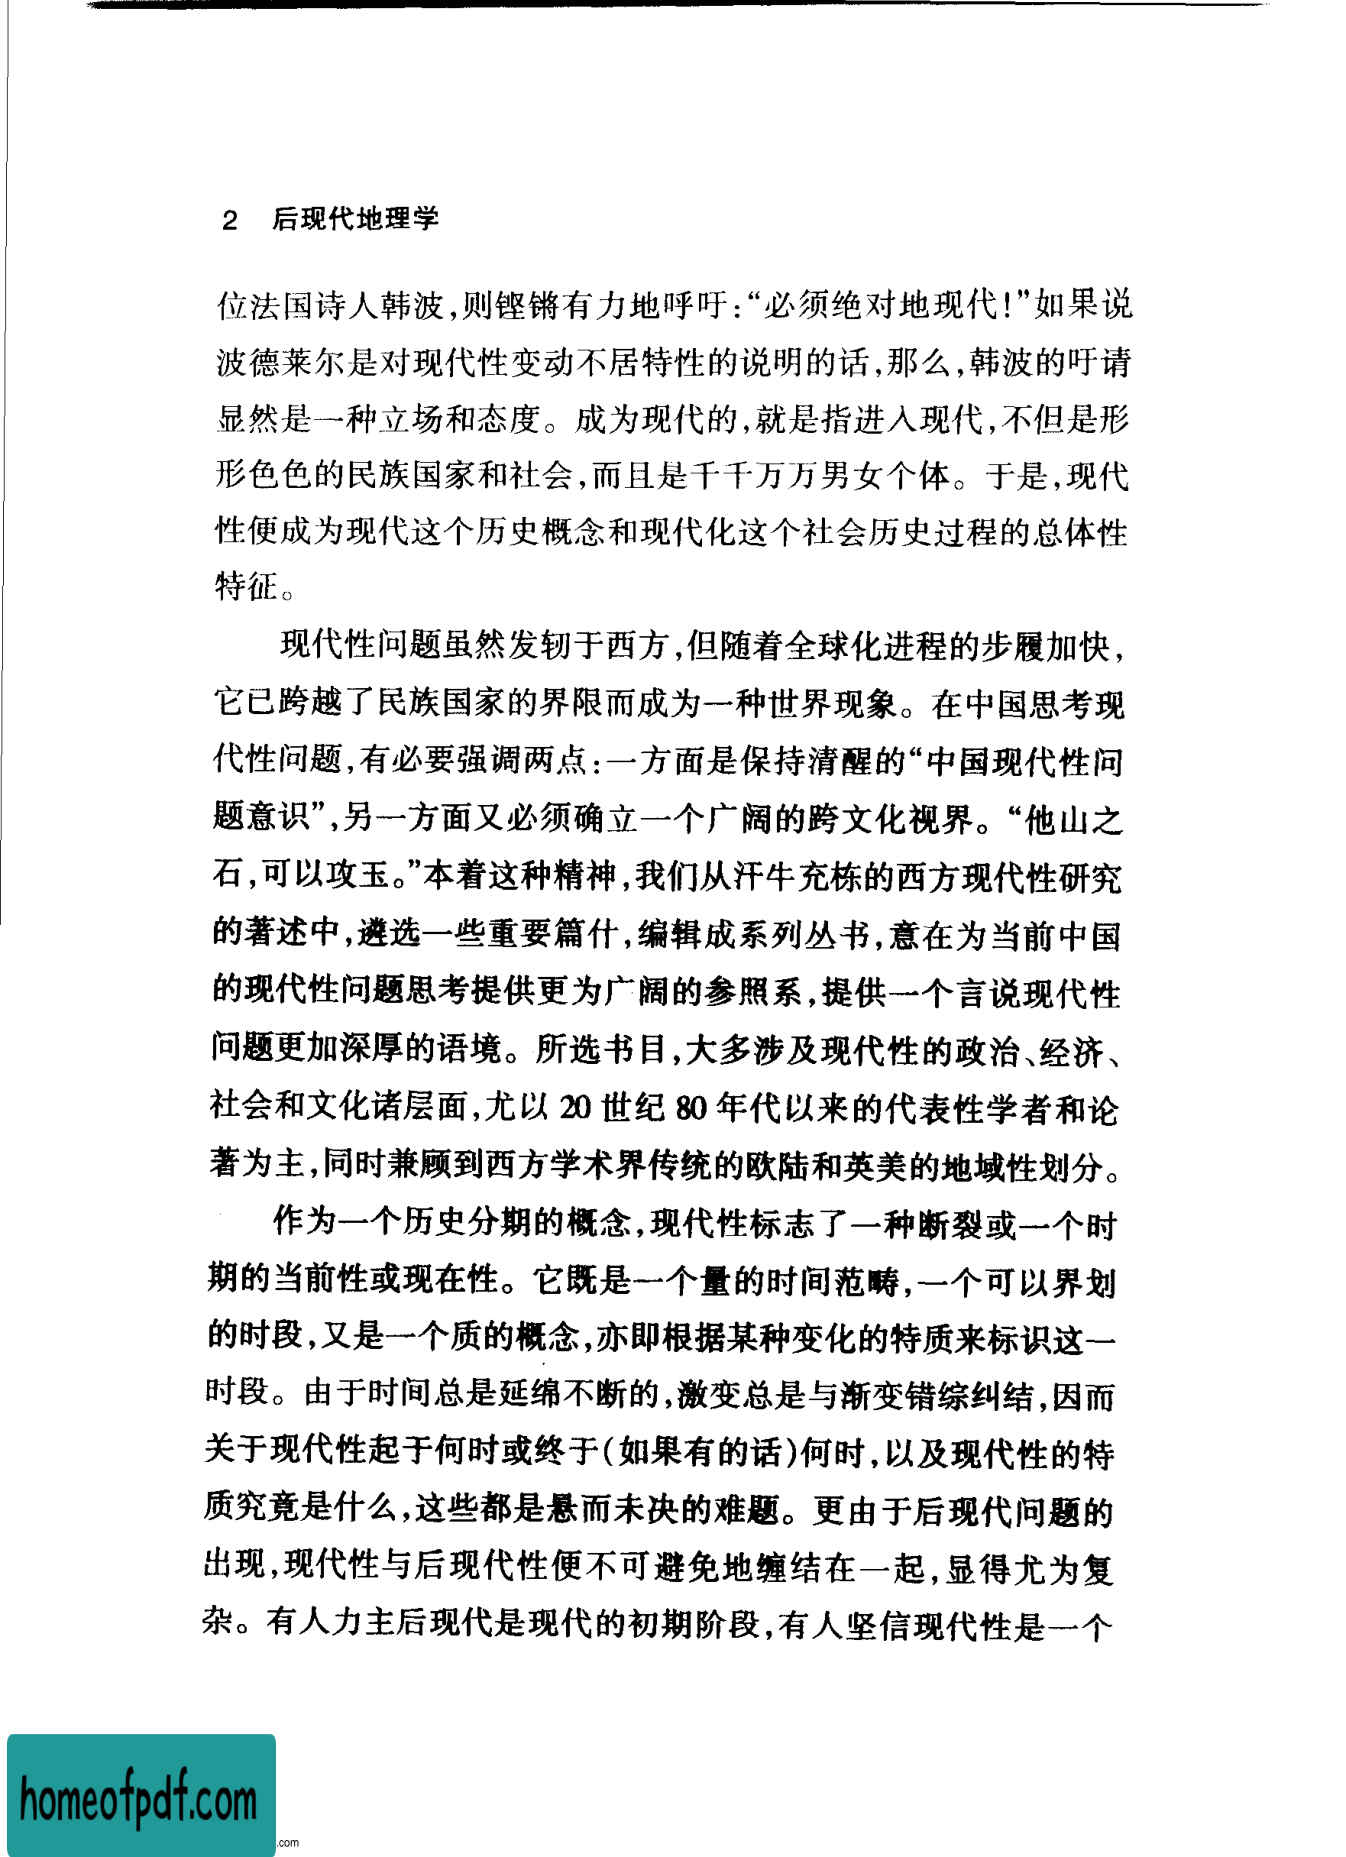 2 后现代地理学
位法国诗人韩波,则铿锵有力地呼吁:“必须绝对地现代!”如果说
波德莱尔是对现代性变动不居特性的说明的话,那么,韩波的吁请
显然是一种立场和态度。成为现代的,就是指进入现代,不但是形
形色色的民族国家和社会,而且是千千万万男女个体。于是,现代
性便成为现代这个历史概念和现代化这个社会历史过程的总体性
特征。
现代性问题虽然发轫于西方,但随着全球化进程的步履加快,
它已跨越了民族国家的界限而成为一种世界现象。在中国思考现
代性问题,有必要强调两点:一方面是保持清醒的“中国现代性问
题意识”,另一方面又必须确立一个广阔的跨文化视界。“他山之
石,可以攻玉。”本着这种精神,我们从汗牛充栋的西方现代性研究
的著述中,遴选一些重要篇什,编辑成系列丛书,意在为当前中国
的现代性问题思考提供更为广阔的参照系,提供一个言说现代性
问题更加深厚的语境。所选书目,大多涉及现代性的政治、经济、
社会和文化诸层面,尤以 20 世纪 80 年代以来的代表性学者和论
著为主,同时兼顾到西方学术界传统的欧陆和英美的地域性划分。
作为一个历史分期的概念,现代性标志了一种断裂或一个时
期的当前性或现在性。它既是一个量的时间范畴,一个可以界划
的时段,又是一个质的概念,亦即根据某种变化的特质来标识这一
时段。由于时间总是延绵不断的,激变总是与渐变错综纠结,因而
关于现代性起于何时或终于(如果有的话)何时,以及现代性的特
质究竟是什么,这些都是悬而未决的难题。更由于后现代问题的
出现,现代性与后现代性便不可避免地缠结在一起,显得尤为复
杂。有人力主后现代是现代的初期阶段,有人坚信现代性是一个
homeofpdf.com
.com